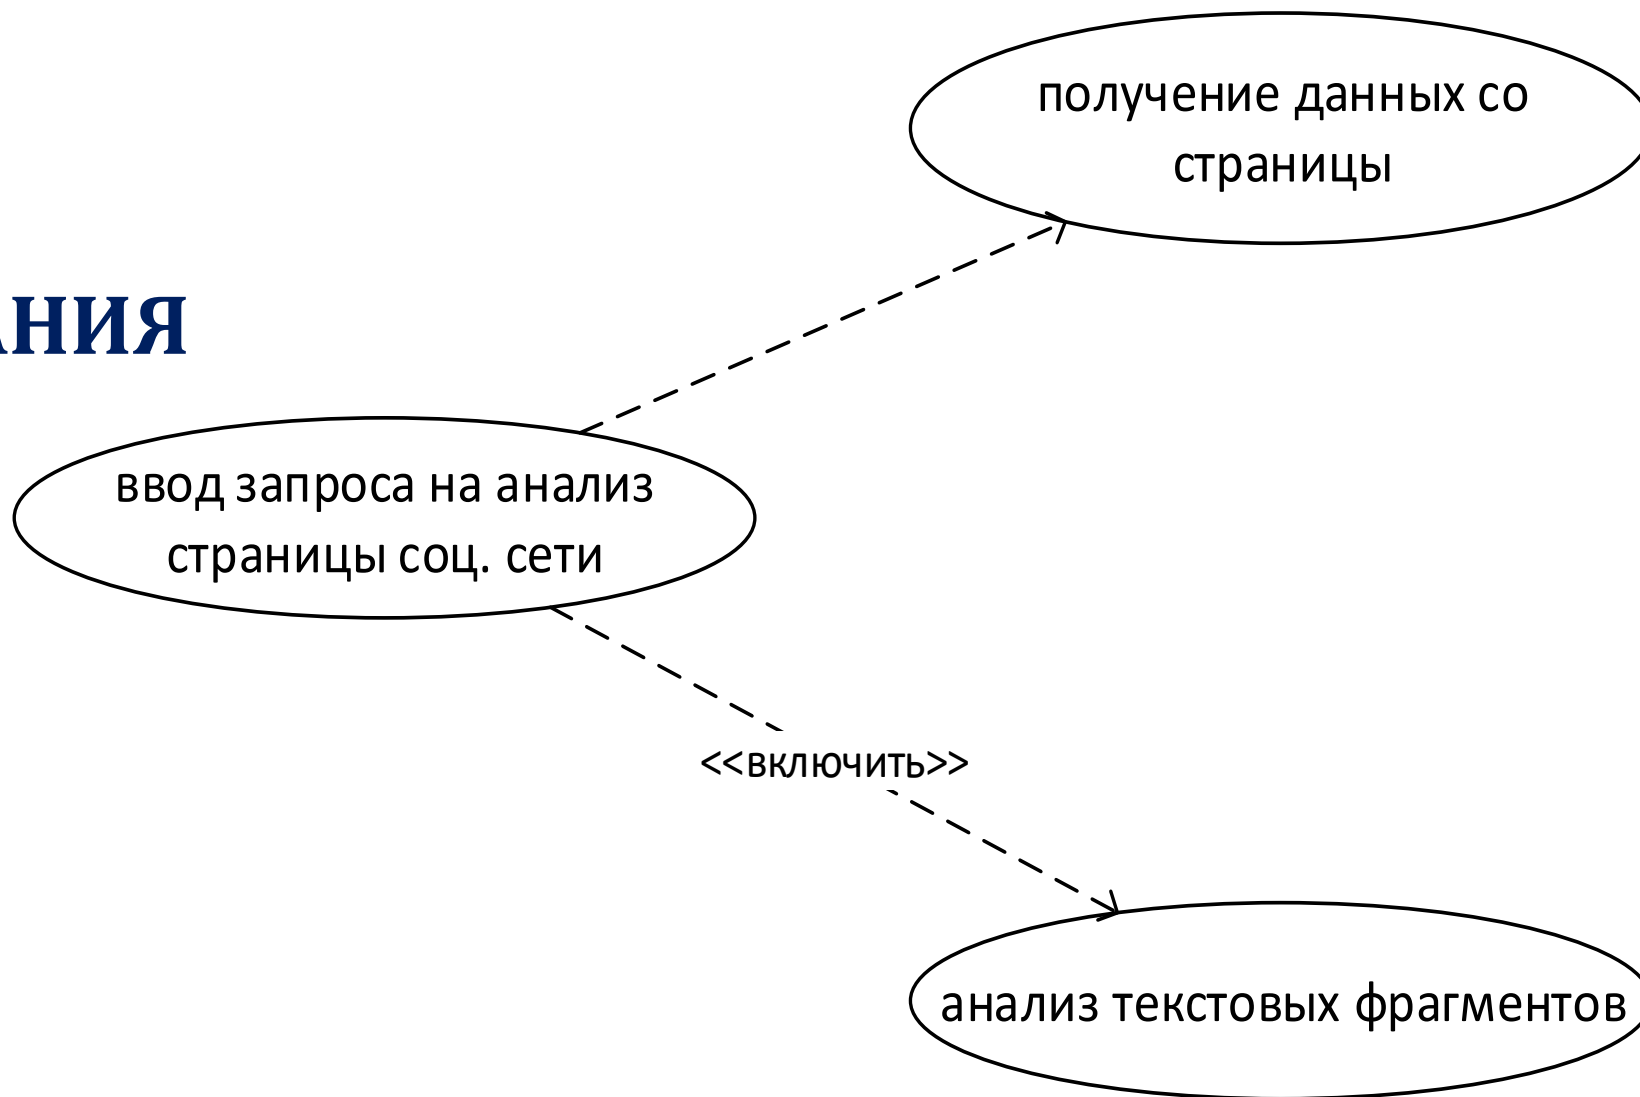 получение данных со
страницы
АНИЯ
ввод запроса на анализ
страницы соц. сети
<<включить>>
анализ текстовых фрагментов